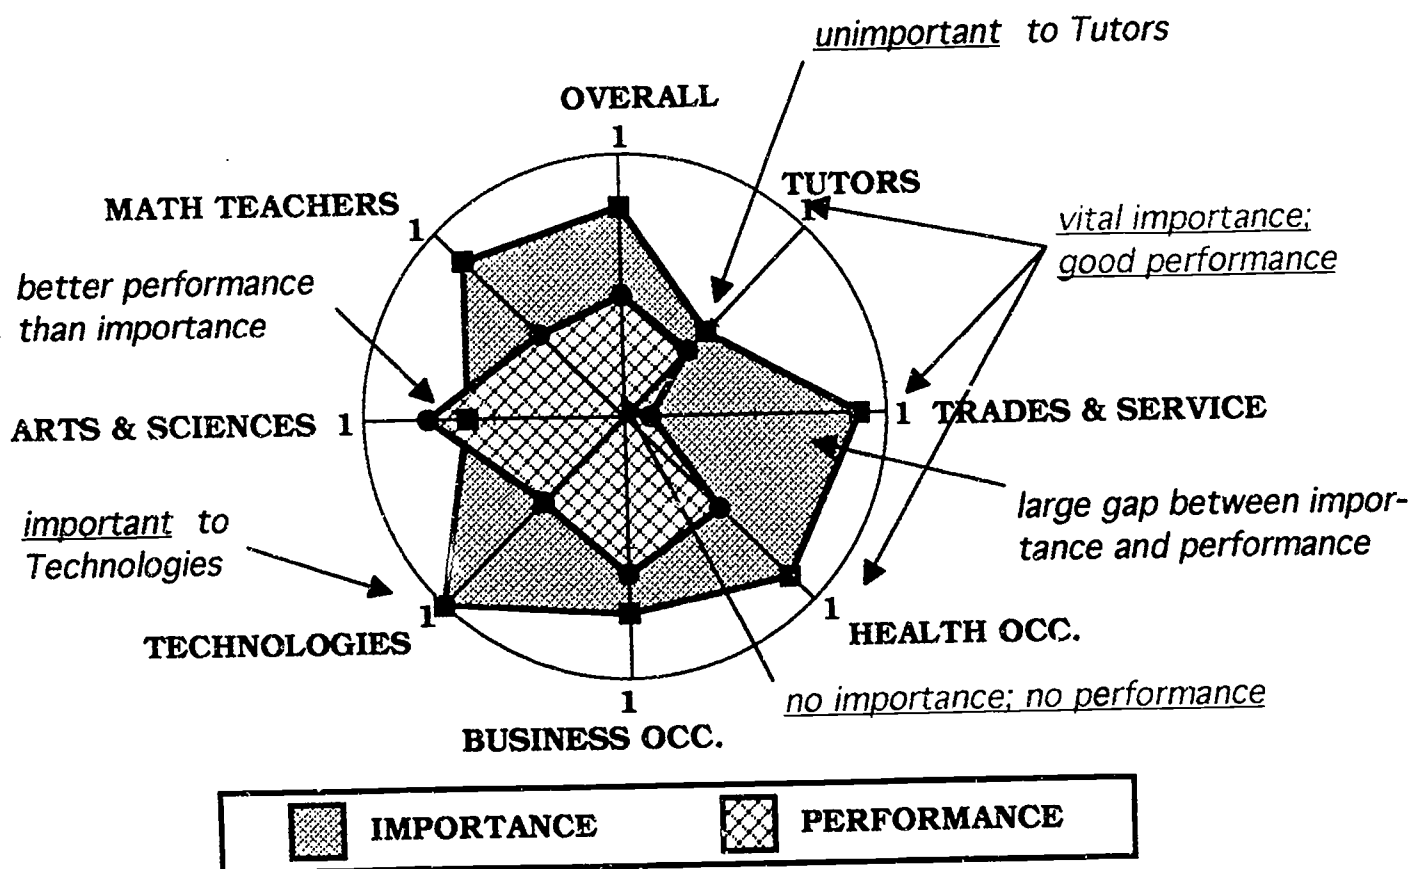 unimportant to Tutors
OVERALL
1
TUTORS
1
MATH TEACHERS
1
vital importance;
good performance
better performance
than importance
ARTS & SCIENCES 1
1 TRADES & SERVICE
large gap between impor-
tance and performance
important to
Technologies
1
TECHNOLOGIES
1
HEALTH OCC.
no importance; no performance
1
BUSINESS OCC.
IMPORTANCE
PERFORMANCE